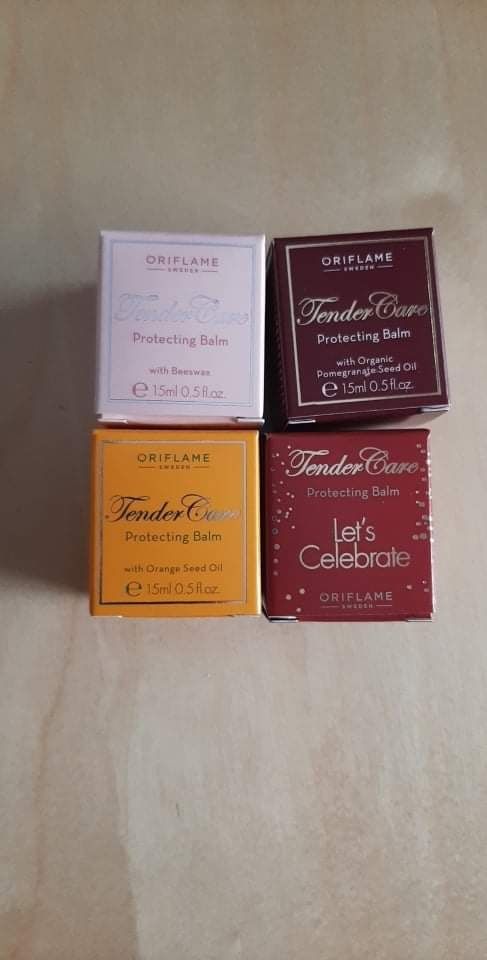 ORIFLAME
SWEDEN
Tender Care
Protecting Balm
with Beeswax
e 15ml 0.5 fl.oz.
ORIFLAME
SWEDEN
Tender Care
Protecting Balm
with Organic
Pomegranate Seed Oil
e 15ml 0.5 fl.oz.
ORIFLAME
SWEDEN
Tender Care
Protecting Balm
with Orange Seed Oil
e 15ml 0.5 fl.oz.
Tender Care
Protecting Balm
Let's
Celebrate
ORIFLAME
SWEDEN